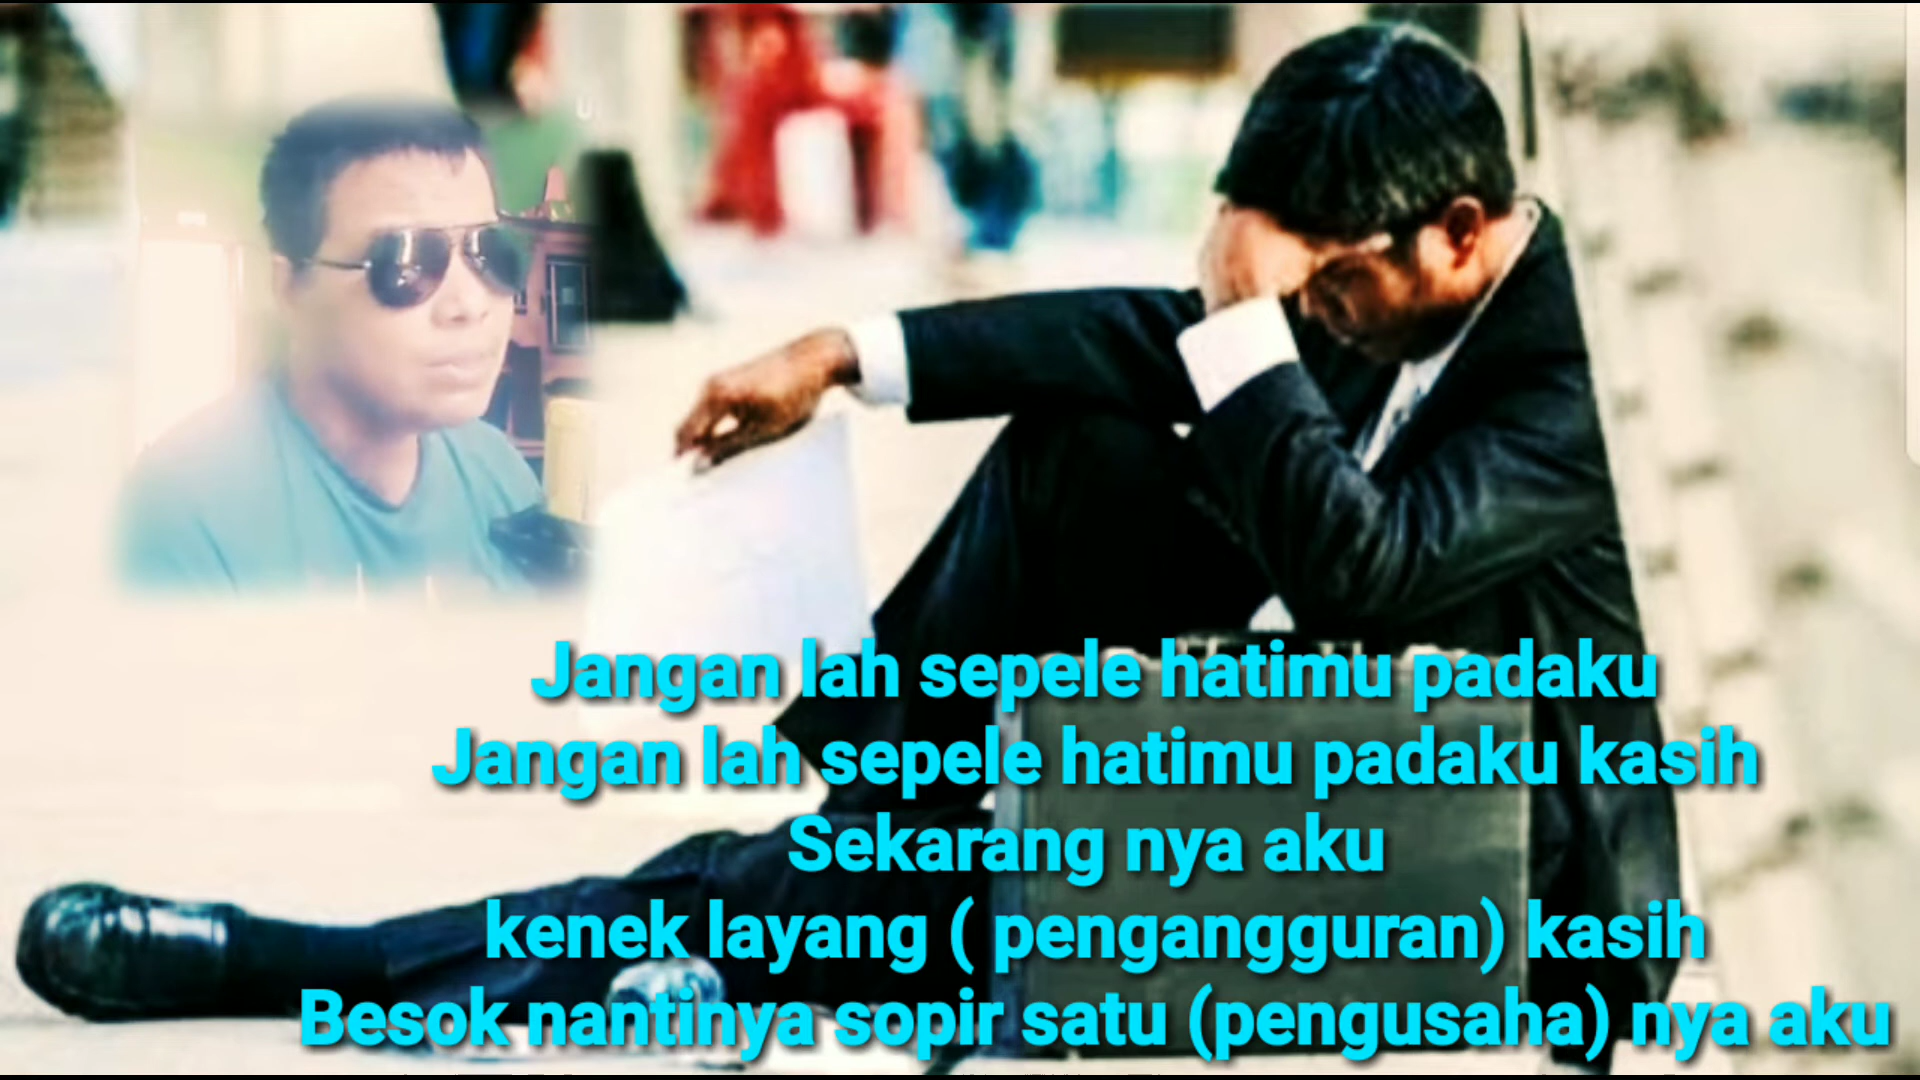 Jangan lah sepele hatimu padaku
Jangan lah sepele hatimu padaku kasih
Sekarang nya aku
kenek layang ( pengangguran) kasih
Besok nantinya sopir satu (pengusaha) nya aku